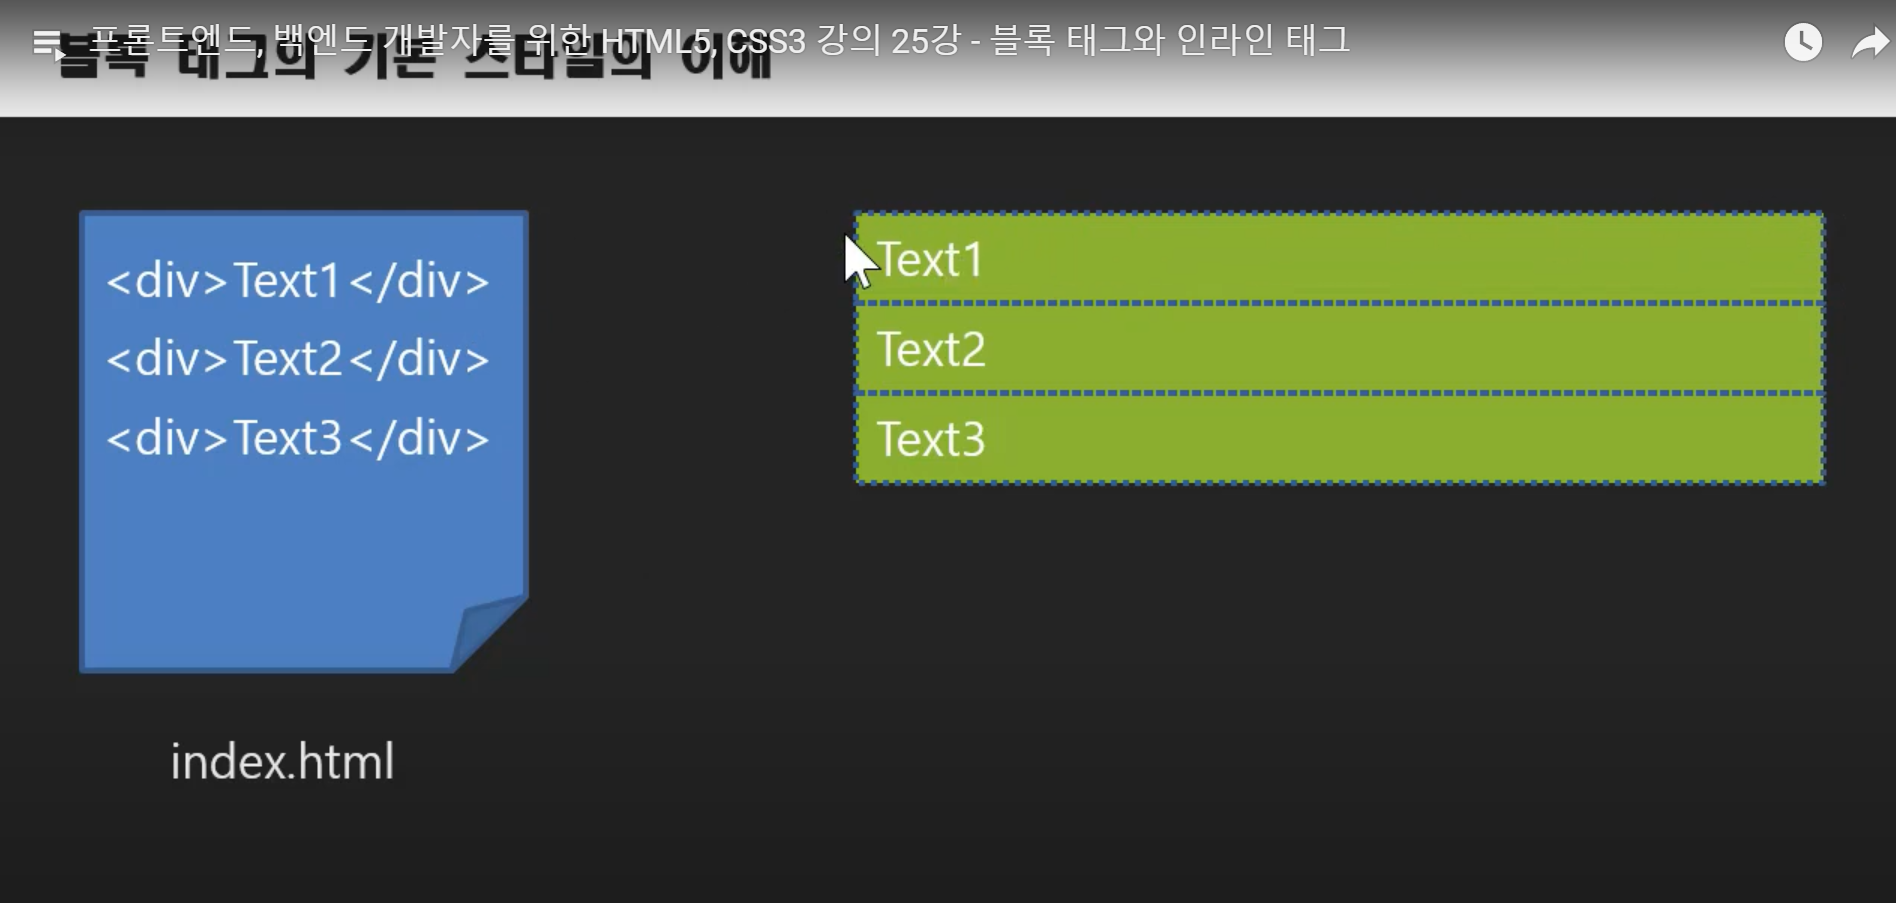 프론트엔드, 백엔드 개발자를 위한 HTML5, CSS3 강의 25강 - 블록 태그와 인라인 태그
블록 태그의 기본 스타일의 이해
<div>Text1</div>
<div>Text2</div>
<div>Text3</div>
index.html
Text1
Text2
Text3